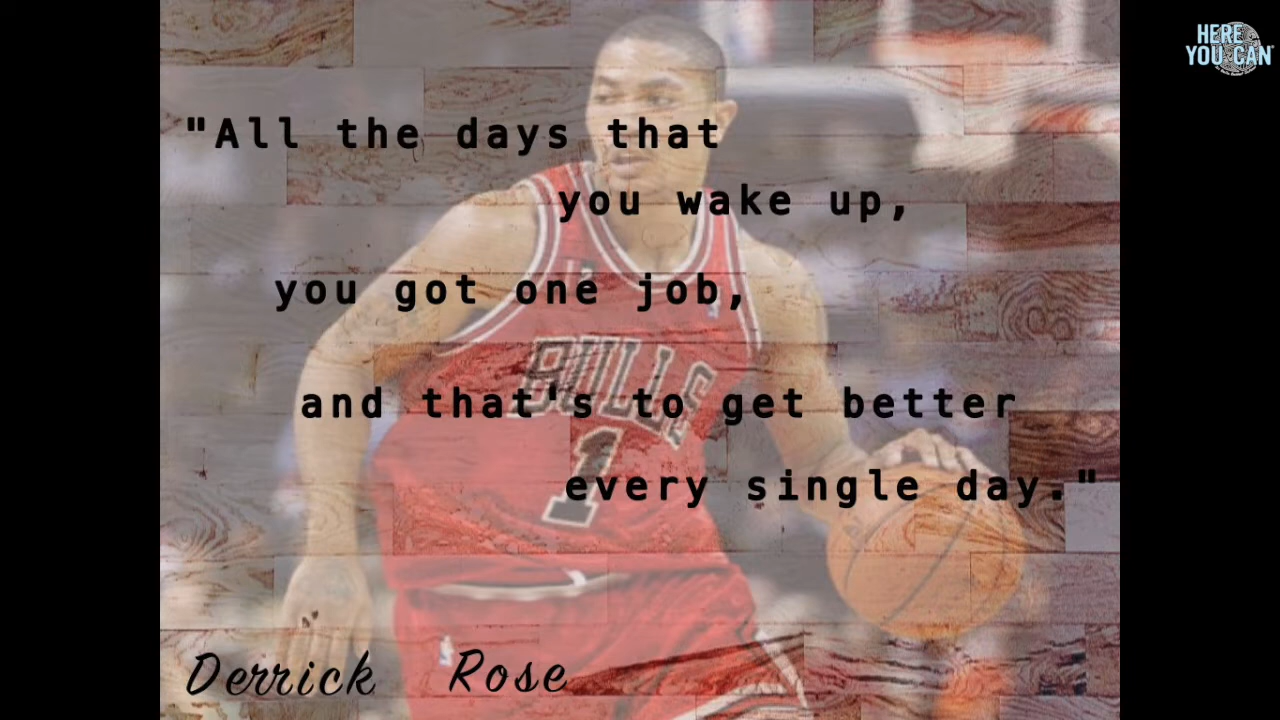 HERE
YOU CAN
"All the days that
you wake up,
you got one job,
and that's to get better
every single day."
BULLS
1
Derrick Rose